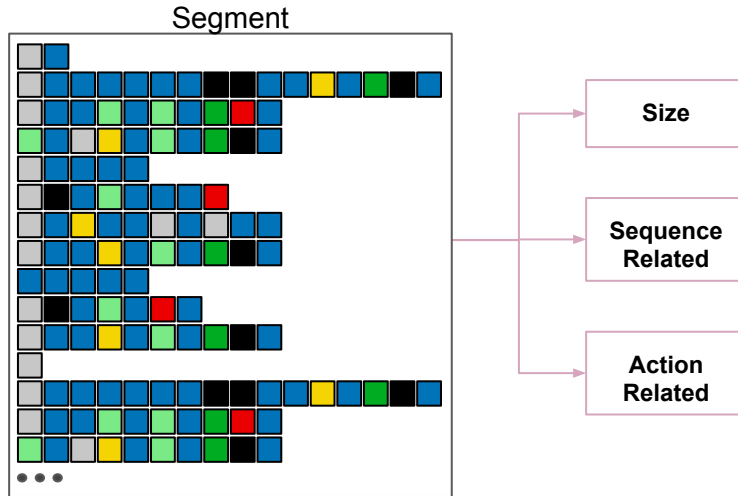 Segment
Size
Sequence
Related
Action
Related